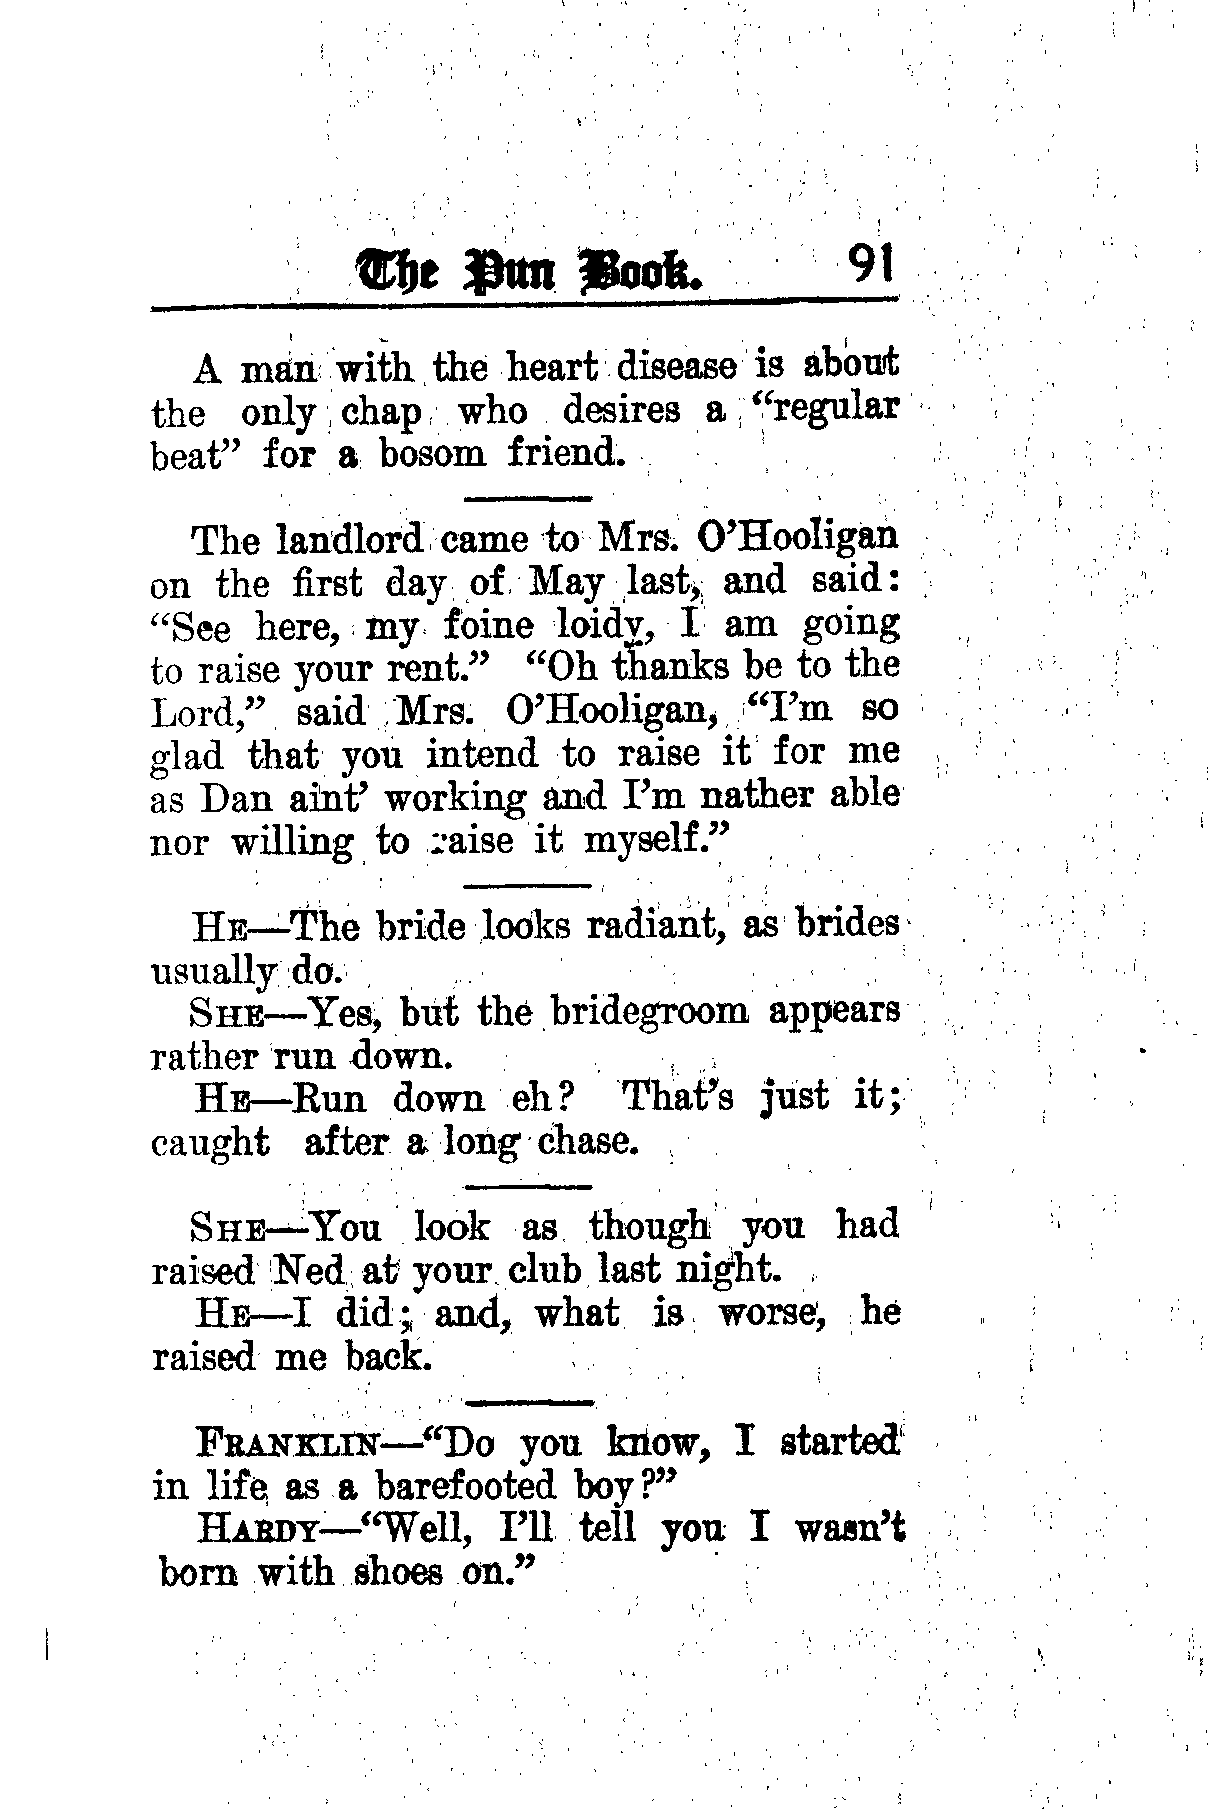 The Pun Book. 91
A man with the heart disease is about
the only chap who desires a "regular
beat" for a bosom friend.
The landlord came to Mrs. O'Hooligan
on the first day of May last, and said:
"See here, my foine loidy, I am going
to raise your rent." "Oh thanks be to the
Lord," said Mrs. O'Hooligan, "I'm so
glad that you intend to raise it for me
as Dan aint' working and I'm nather able
nor willing to raise it myself."
HE—The bride looks radiant, as brides
usually do.
SHE—Yes, but the bridegroom appears
rather run down.
HE—Run down eh? That's just it;
caught after a long chase.
SHE—You look as though you had
raised Ned at your club last night.
HE—I did; and, what is worse, he
raised me back.
FRANKLIN—"Do you know, I started
in life as a barefooted boy?"
HARDY—"Well, I'll tell you I wasn't
born with shoes on."